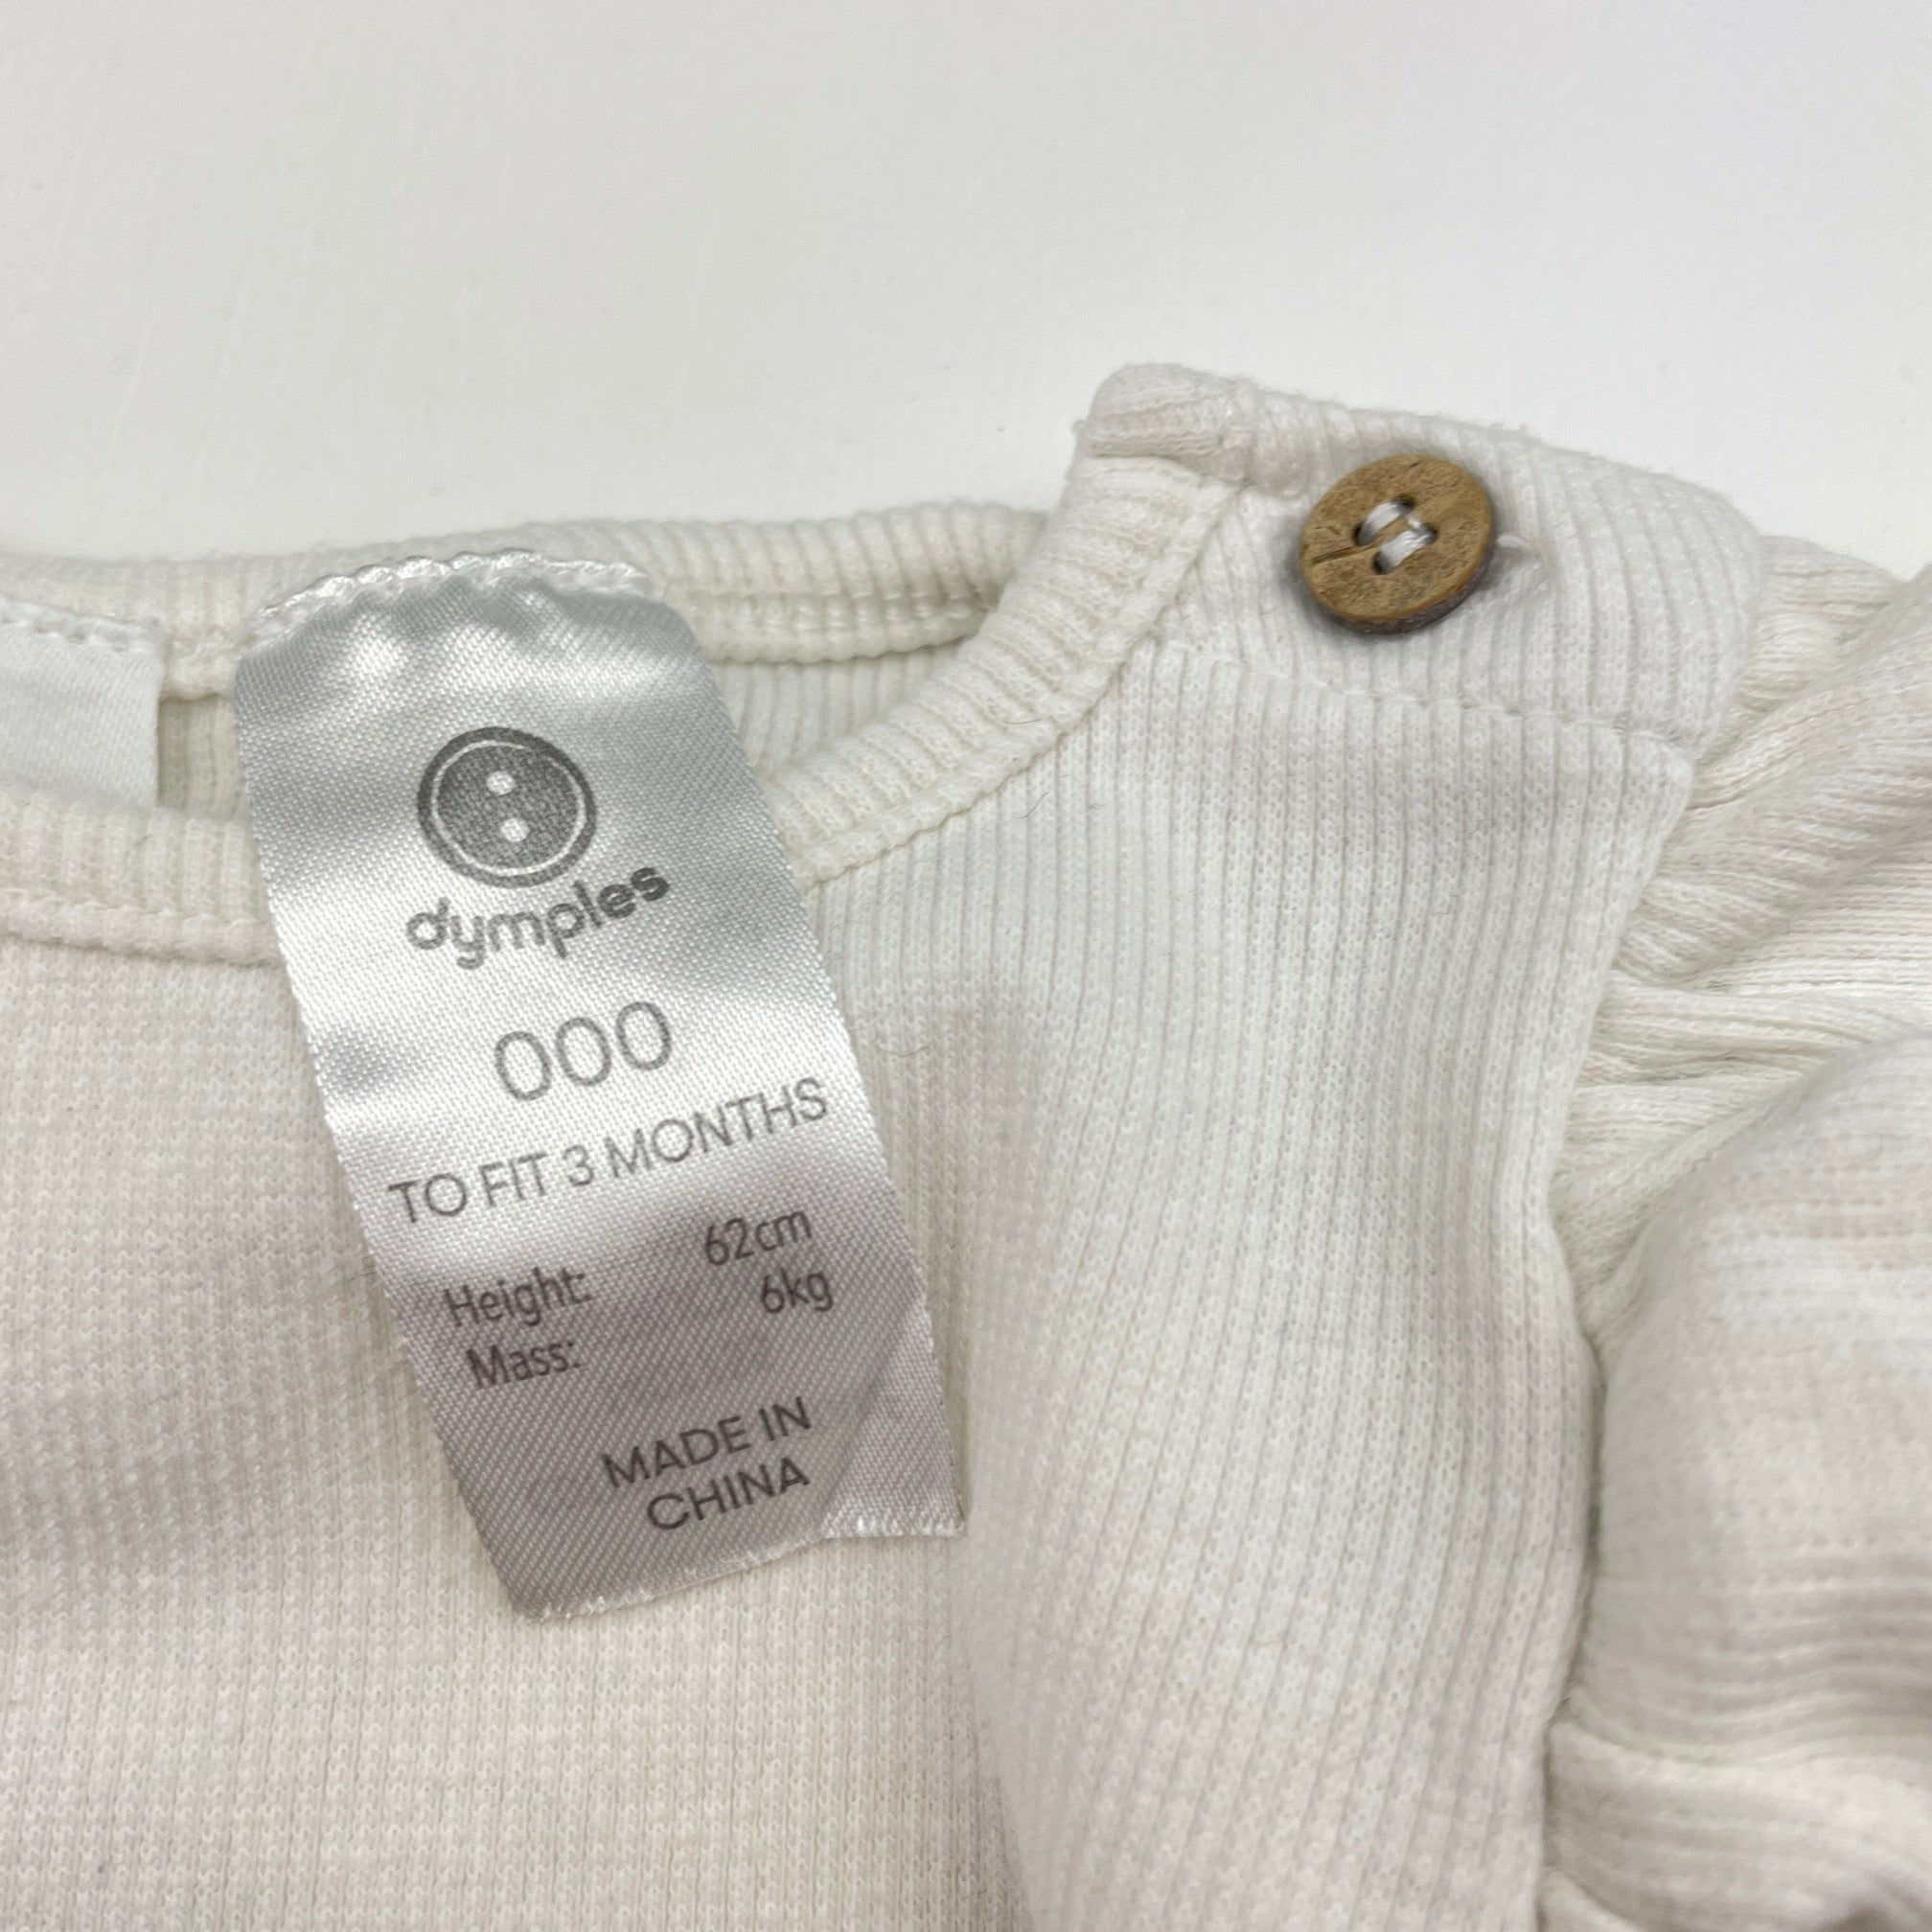 dymples
000
TO FIT 3 MONTHS
Height: 62cm
Mass: 6kg
MADE IN
CHINA